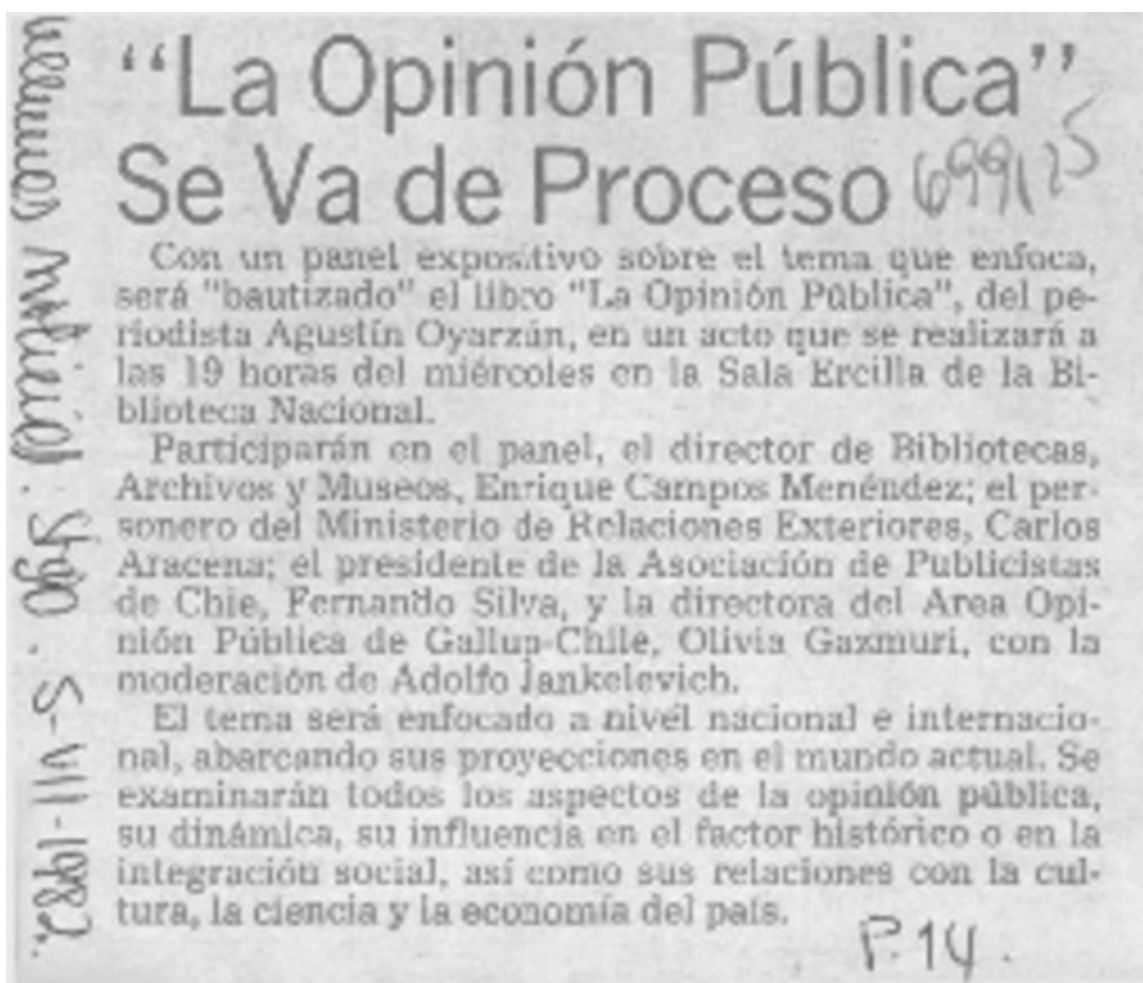 “La Opinión Pública”
Se Va de Proceso
699125
Con un panel expositivo sobre el tema que enfoca,
será "bautizado" el libro “La Opinión Pública”, del pe-
riodista Agustín Oyarzún, en un acto que se realizará a
las 19 horas del miércoles en la Sala Ercilla de la Bi-
blioteca Nacional.
Participarán en el panel, el director de Bibliotecas,
Archivos y Museos, Enrique Campos Menéndez; el per-
sonero del Ministerio de Relaciones Exteriores, Carlos
Aracena; el presidente de la Asociación de Publicistas
de Chie, Fernando Silva, y la directora del Area Opi-
nión Pública de Gallup-Chile, Olivia Gazmuri, con la
moderación de Adolfo Jankelevich.
El tema será enfocado a nivel nacional e internacio-
nal, abarcando sus proyecciones en el mundo actual. Se
examinarán todos los aspectos de la opinión pública,
su dinámica, su influencia en el factor histórico o en la
integración social, así como sus relaciones con la cul-
tura, la ciencia y la economía del país.
P. 14.
Stgo. 5-VII-1982.